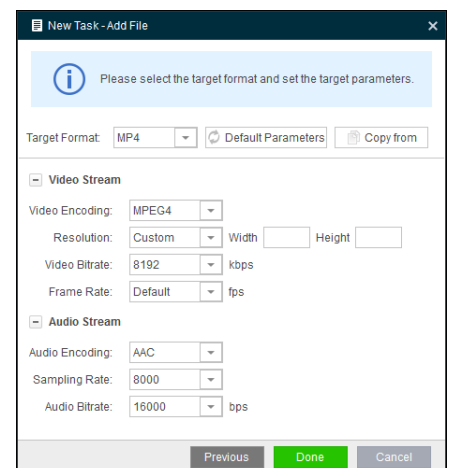 New Task - Add File
Please select the target format and set the target parameters.
Target Format: MP4 Default Parameters Copy from
Video Stream
Video Encoding: MPEG4
Resolution: Custom Width Height
Video Bitrate: 8192 kbps
Frame Rate: Default fps
Audio Stream
Audio Encoding: AAC
Sampling Rate: 8000
Audio Bitrate: 16000 bps
Previous Done Cancel